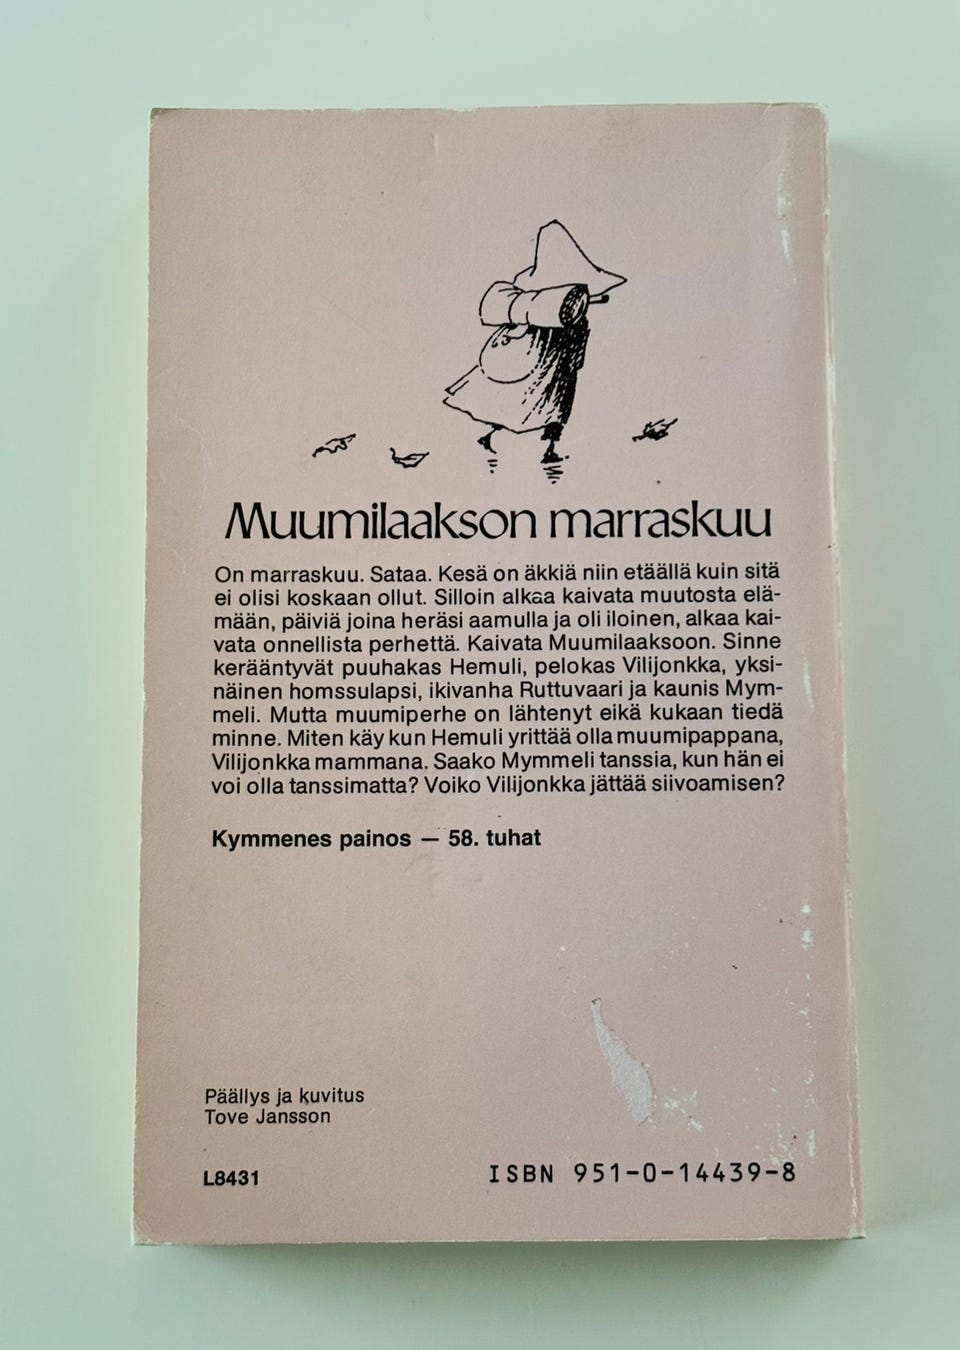 Muumilaakson marraskuu
On marraskuu. Sataa. Kesä on äkkiä niin etäällä kuin sitä
ei olisi koskaan ollut. Silloin alkaa kaivata muutosta elä-
mään, päiviä joina heräsi aamulla ja oli iloinen, alkaa kai-
vata onnellista perhettä. Kaivata Muumilaaksoon. Sinne
kerääntyvät puuhakas Hemuli, pelokas Vilijonkka, yksi-
näinen homssulapsi, ikivanha Ruttuvaari ja kaunis Mym-
meli. Mutta muumiperhe on lähtenyt eikä kukaan tiedä
minne. Miten käy kun Hemuli yrittää olla muumipappana,
Vilijonkka mammana. Saako Mymmeli tanssia, kun hän ei
voi olla tanssimatta? Voiko Vilijonkka jättää siivoamisen?
Kymmenes painos — 58. tuhat
Päällys ja kuvitus
Tove Jansson
L8431
ISBN 951-0-14439-8